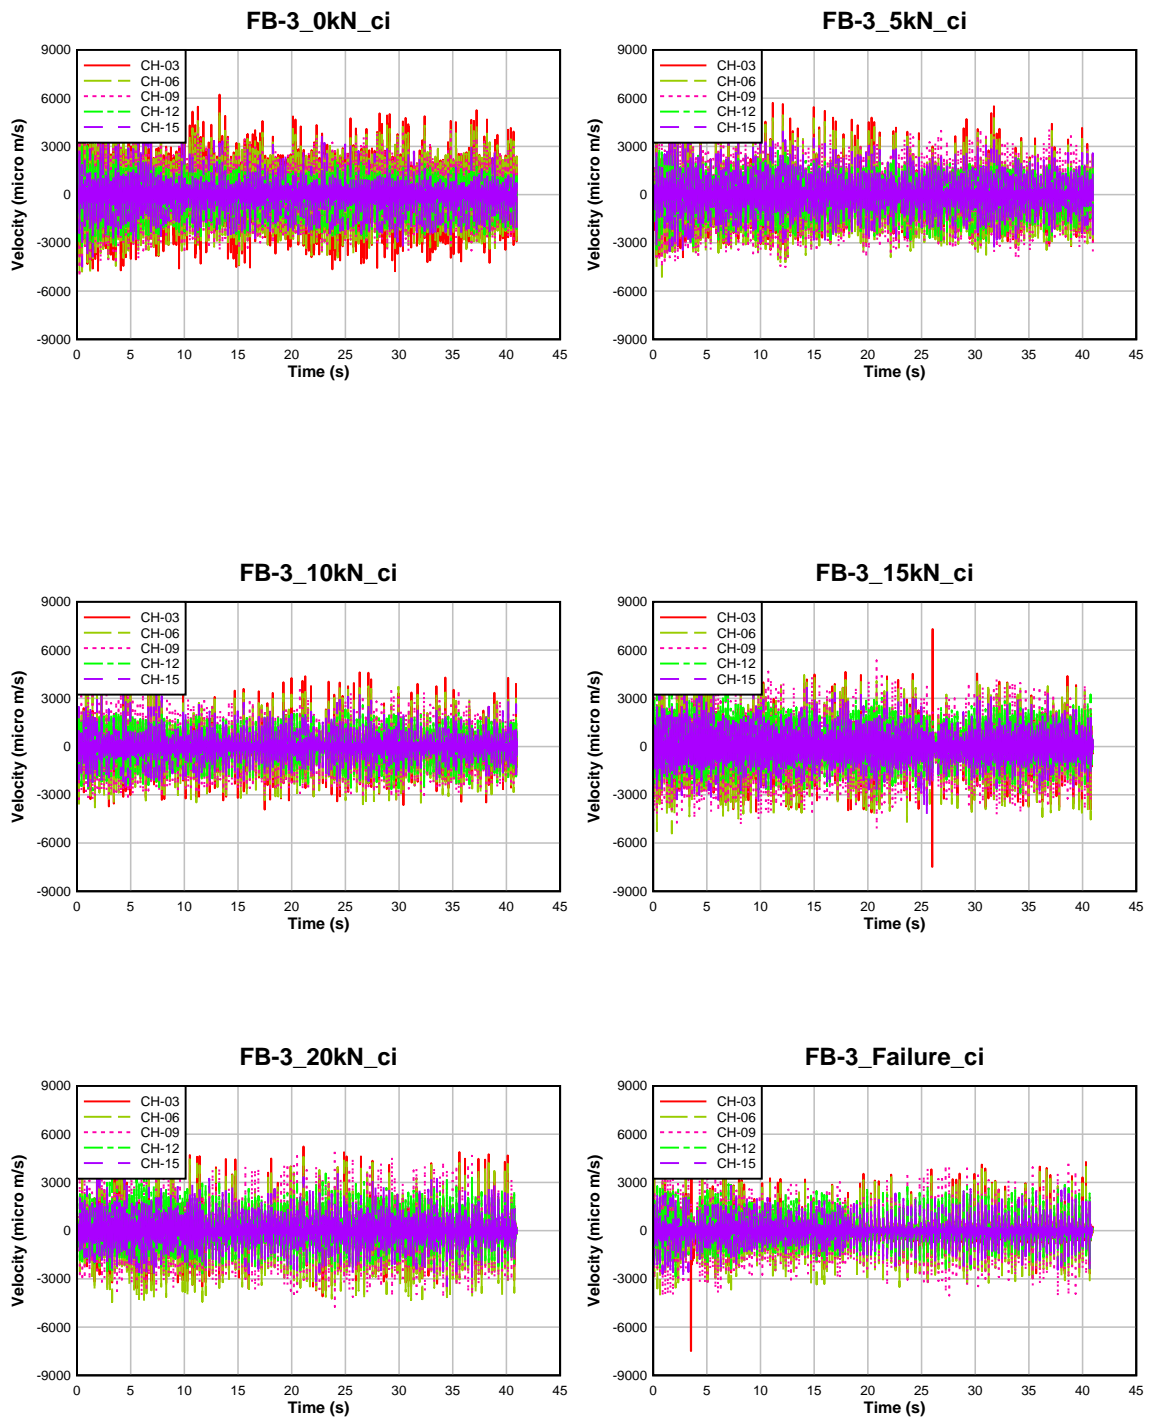 FB-3_0kN_ci
9000
6000
3000
0
-3000
-6000
-9000
Velocity (micro m/s)
CH-03
CH-06
CH-09
CH-12
CH-15
0 5 10 15 20 25 30 35 40 45
Time (s)
FB-3_5kN_ci
9000
6000
3000
0
-3000
-6000
-9000
Velocity (micro m/s)
CH-03
CH-06
CH-09
CH-12
CH-15
0 5 10 15 20 25 30 35 40 45
Time (s)
FB-3_10kN_ci
9000
6000
3000
0
-3000
-6000
-9000
Velocity (micro m/s)
CH-03
CH-06
CH-09
CH-12
CH-15
0 5 10 15 20 25 30 35 40 45
Time (s)
FB-3_15kN_ci
9000
6000
3000
0
-3000
-6000
-9000
Velocity (micro m/s)
CH-03
CH-06
CH-09
CH-12
CH-15
0 5 10 15 20 25 30 35 40 45
Time (s)
FB-3_20kN_ci
9000
6000
3000
0
-3000
-6000
-9000
Velocity (micro m/s)
CH-03
CH-06
CH-09
CH-12
CH-15
0 5 10 15 20 25 30 35 40 45
Time (s)
FB-3_Failure_ci
9000
6000
3000
0
-3000
-6000
-9000
Velocity (micro m/s)
CH-03
CH-06
CH-09
CH-12
CH-15
0 5 10 15 20 25 30 35 40 45
Time (s)